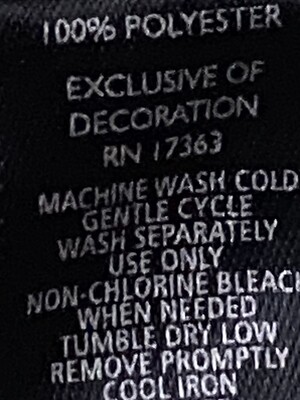 100% POLYESTER
EXCLUSIVE OF
DECORATION
RN 17363
MACHINE WASH COLD
GENTLE CYCLE
WASH SEPARATELY
USE ONLY
NON-CHLORINE BLEACH
WHEN NEEDED
TUMBLE DRY LOW
REMOVE PROMPTLY
COOL IRON